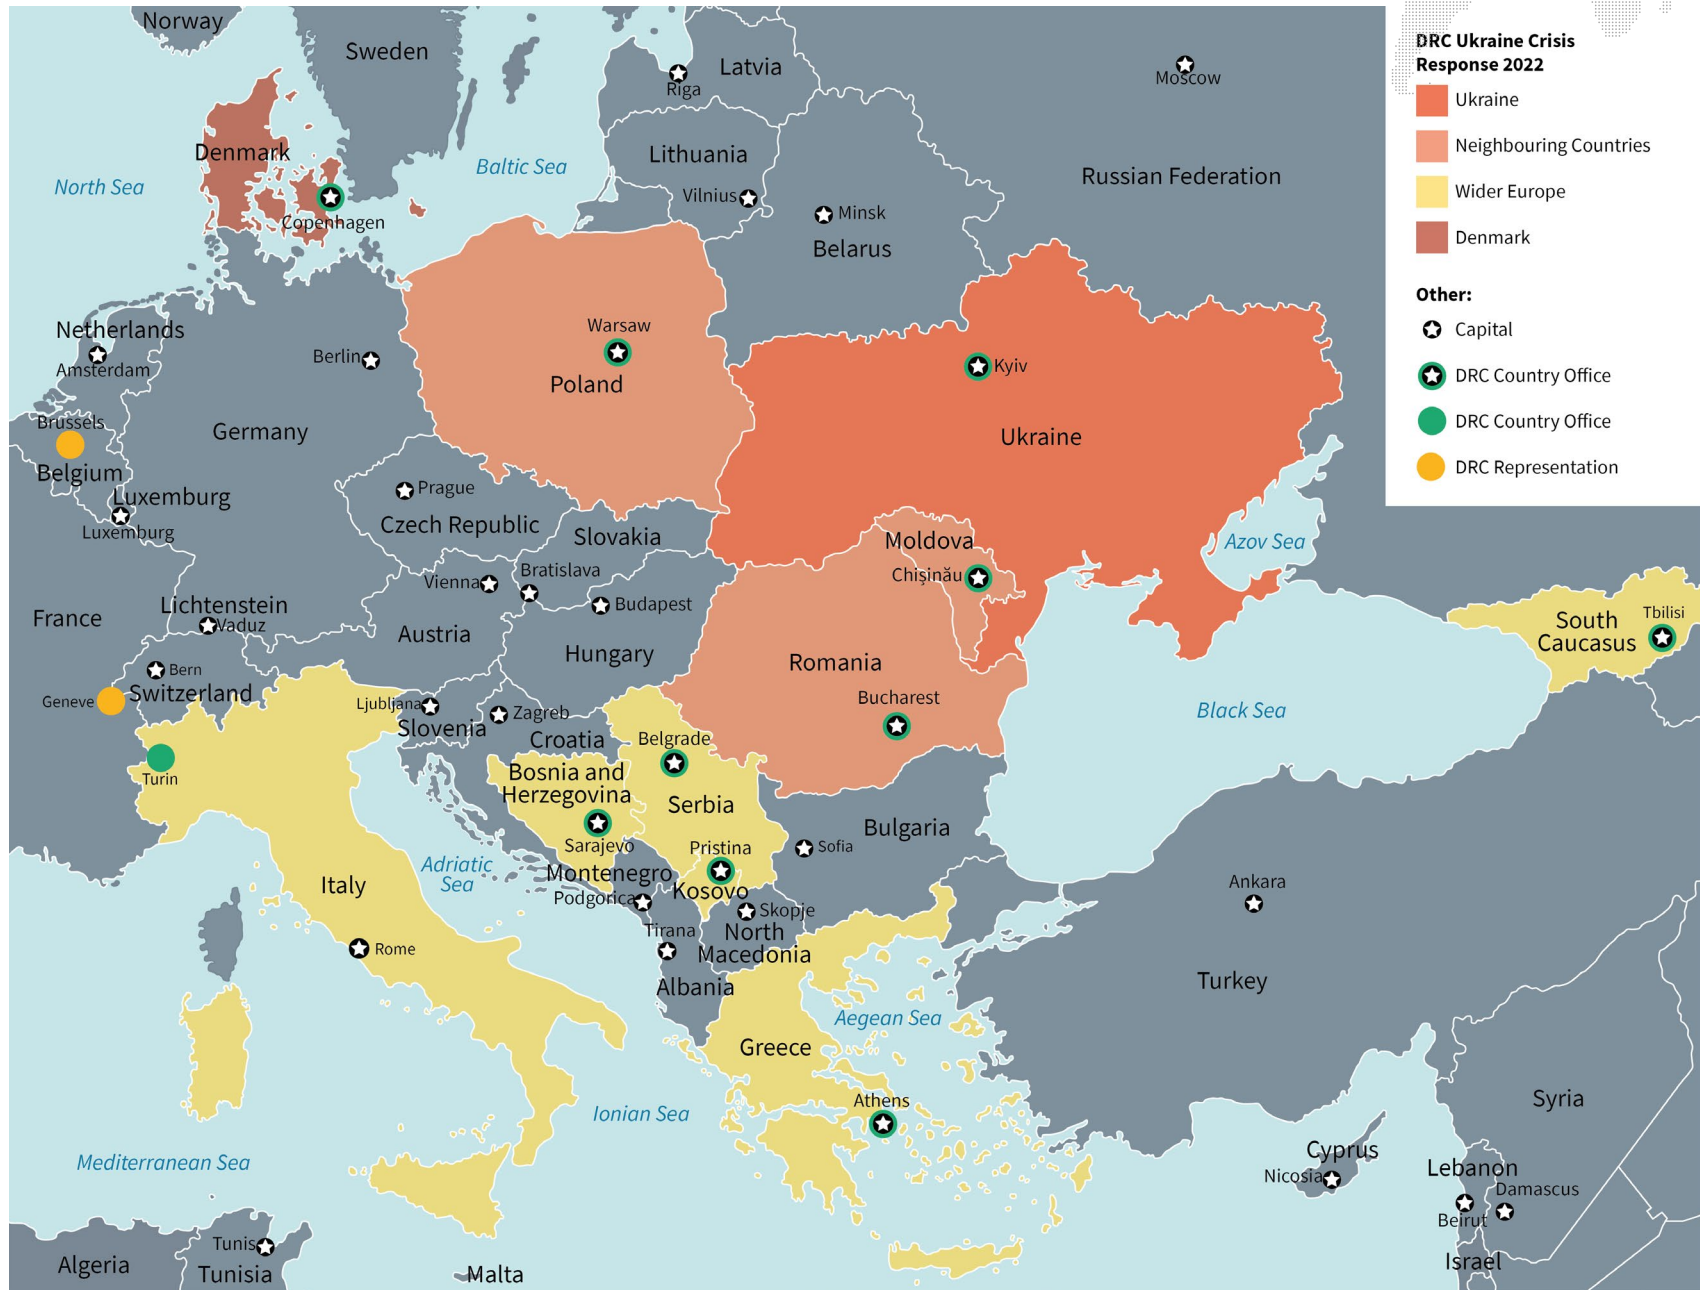 Norway
Sweden
Latvia
Riga
Moscow
DRC Ukraine Crisis
Response 2022
Ukraine
Neighbouring Countries
Wider Europe
Denmark
Other:
Capital
DRC Country Office
DRC Country Office
DRC Representation
Denmark
Copenhagen
North Sea
Baltic Sea
Lithuania
Vilnius
Minsk
Belarus
Russian Federation
Netherlands
Amsterdam
Berlin
Warsaw
Poland
Kyiv
Ukraine
Brussels
Belgium
Germany
Luxemburg
Luxemburg
Prague
Czech Republic
Slovakia
Moldova
Chișinău
Azov Sea
Vienna
Bratislava
Budapest
France
Lichtenstein
Vaduz
Austria
Hungary
Romania
Bucharest
South
Caucasus
Tbilisi
Bern
Switzerland
Geneve
Ljubljana
Slovenia
Zagreb
Croatia
Belgrade
Black Sea
Turin
Bosnia and
Herzegovina
Sarajevo
Serbia
Bulgaria
Sofia
Pristina
Kosovo
Adriatic
Sea
Montenegro
Podgorica
Italy
Rome
Skopje
North
Macedonia
Tirana
Albania
Ankara
Turkey
Aegean Sea
Greece
Athens
Ionian Sea
Mediterranean Sea
Syria
Cyprus
Nicosia
Lebanon
Damascus
Beirut
Israel
Algeria
Tunis
Tunisia
Malta